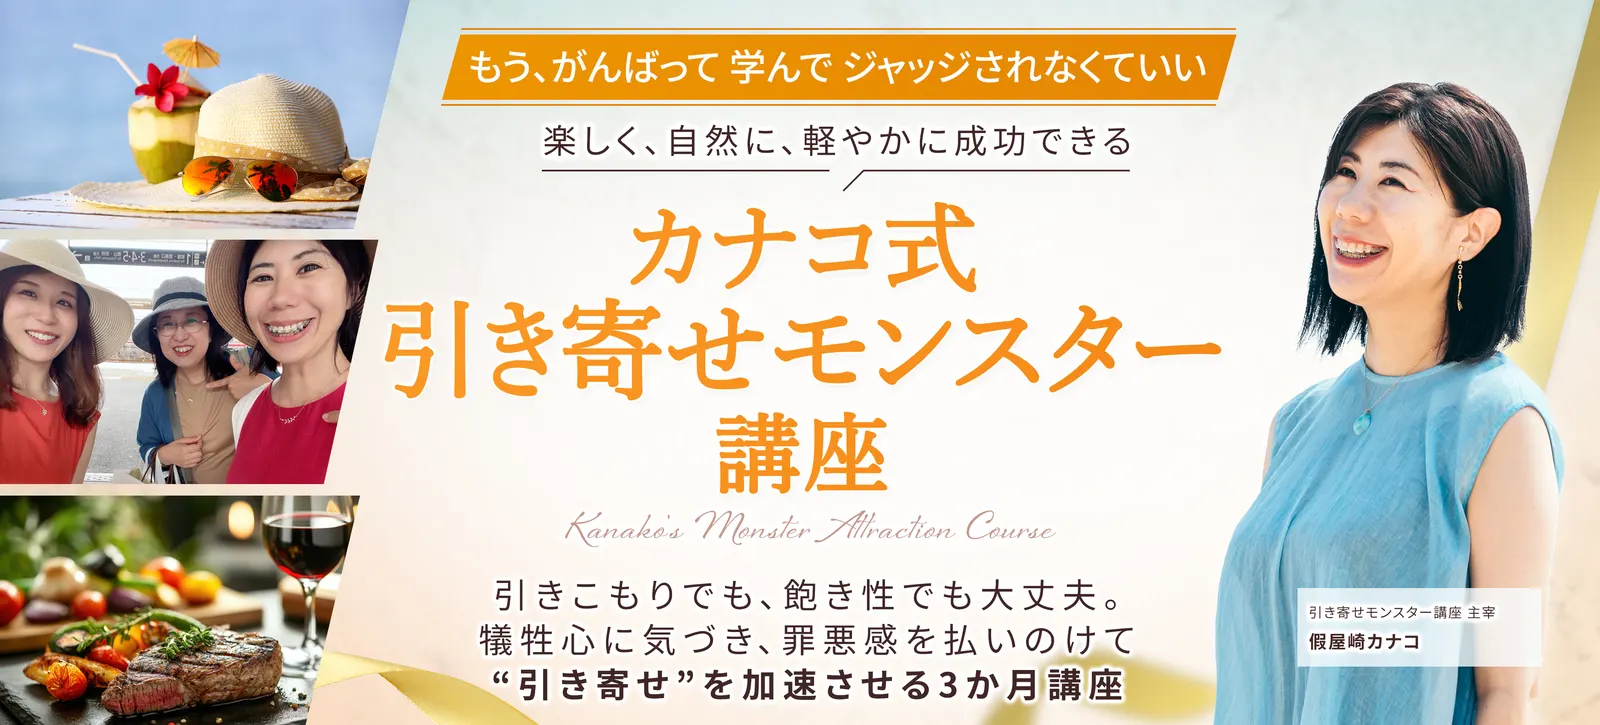 もう、がんばって 学んで ジャッジされなくていい
楽しく、自然に、軽やかに成功できる
カナコ式
引き寄せモンスター
講座
Kanako's Monster Attraction Course
引きこもりでも、飽き性でも大丈夫。
犠牲心に気づき、罪悪感を払いのけて
“引き寄せ”を加速させる3か月講座
引き寄せモンスター講座 主宰
假屋崎カナコ